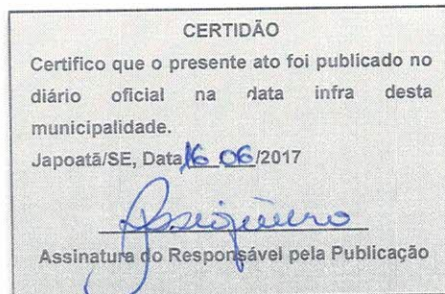 CERTIDÃO
Certifico que o presente ato foi publicado no
diário oficial na data infra desta
municipalidade.
Japoatã/SE, Data 16 06/2017
Assinatura do Responsável pela Publicação